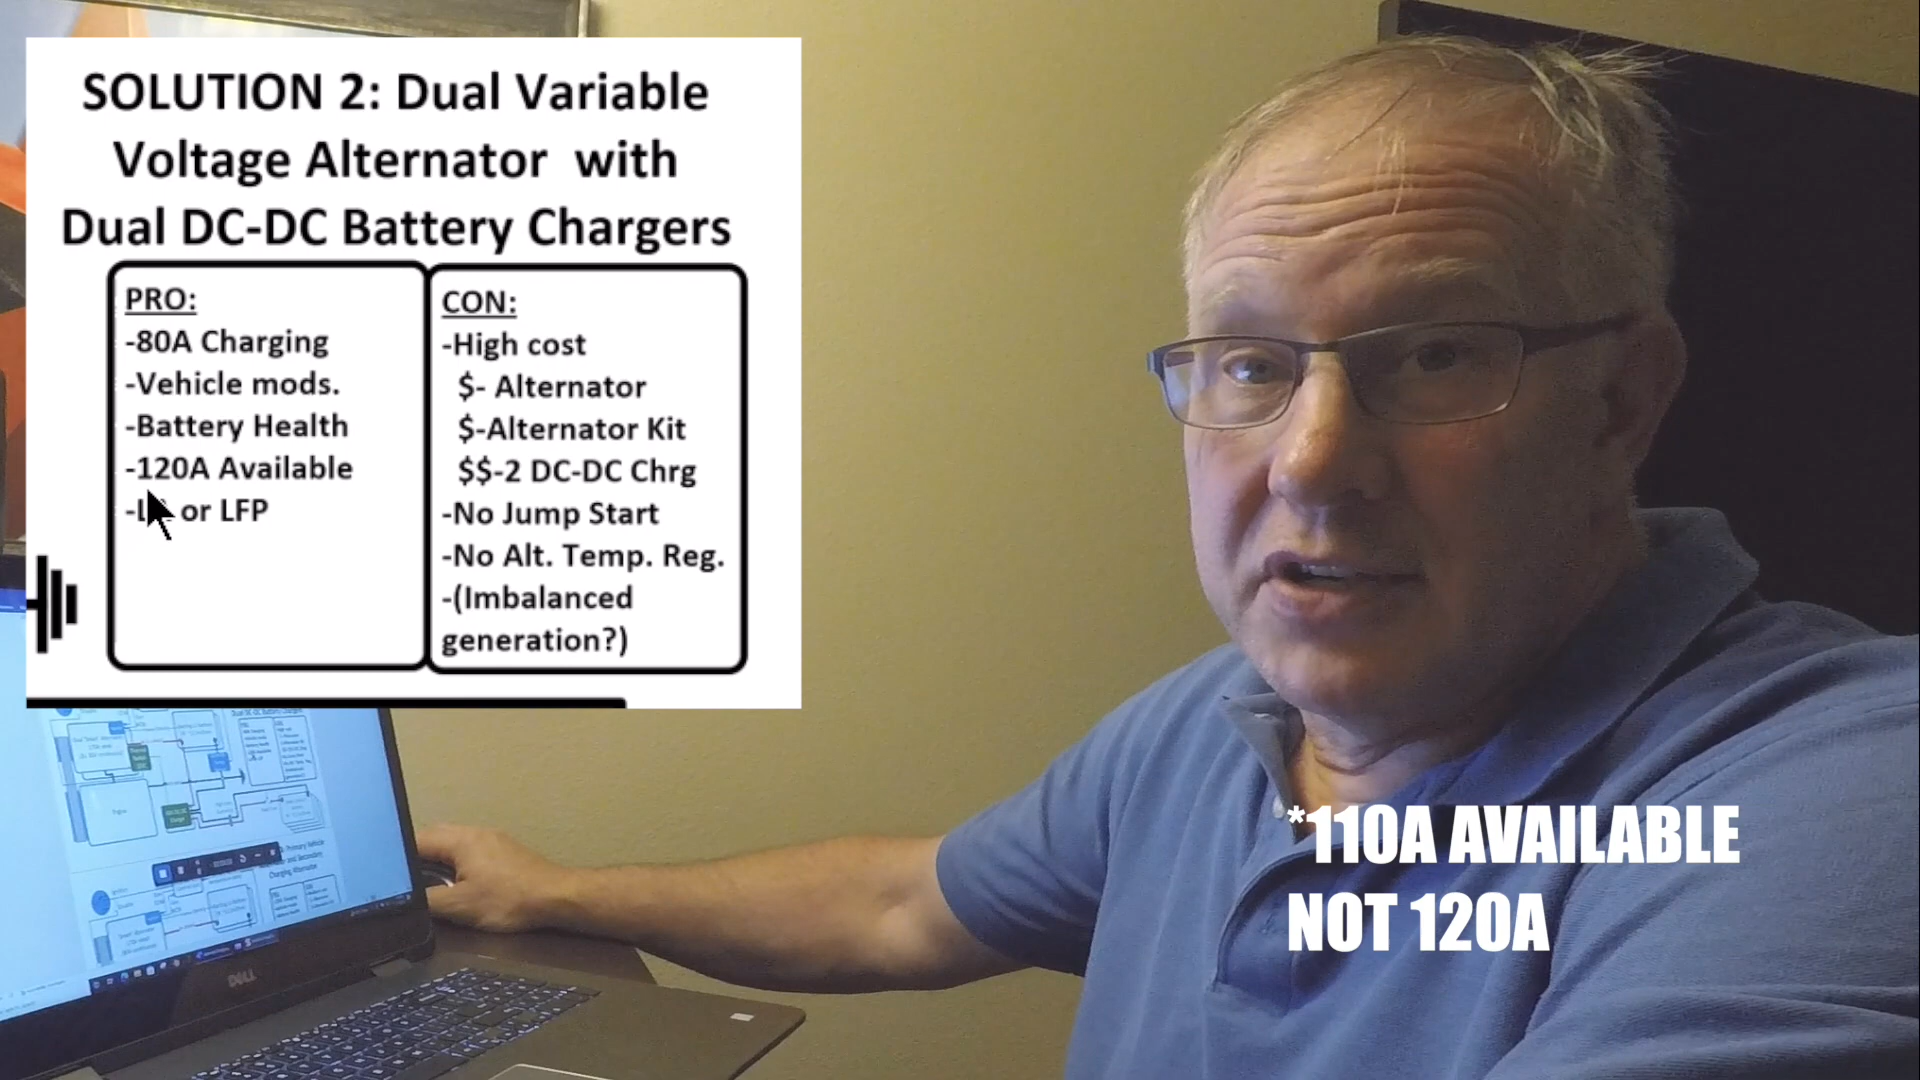 SOLUTION 2: Dual Variable
Voltage Alternator with
Dual DC-DC Battery Chargers
PRO:
-80A Charging
-Vehicle mods.
-Battery Health
-120A Available
or LFP
CON:
-High cost
$- Alternator
$-Alternator Kit
$$-2 DC-DC Chrg
-No Jump Start
-No Alt. Temp. Reg.
-(Imbalanced
generation?)
*110A AVAILABLE
NOT 120A
DELL